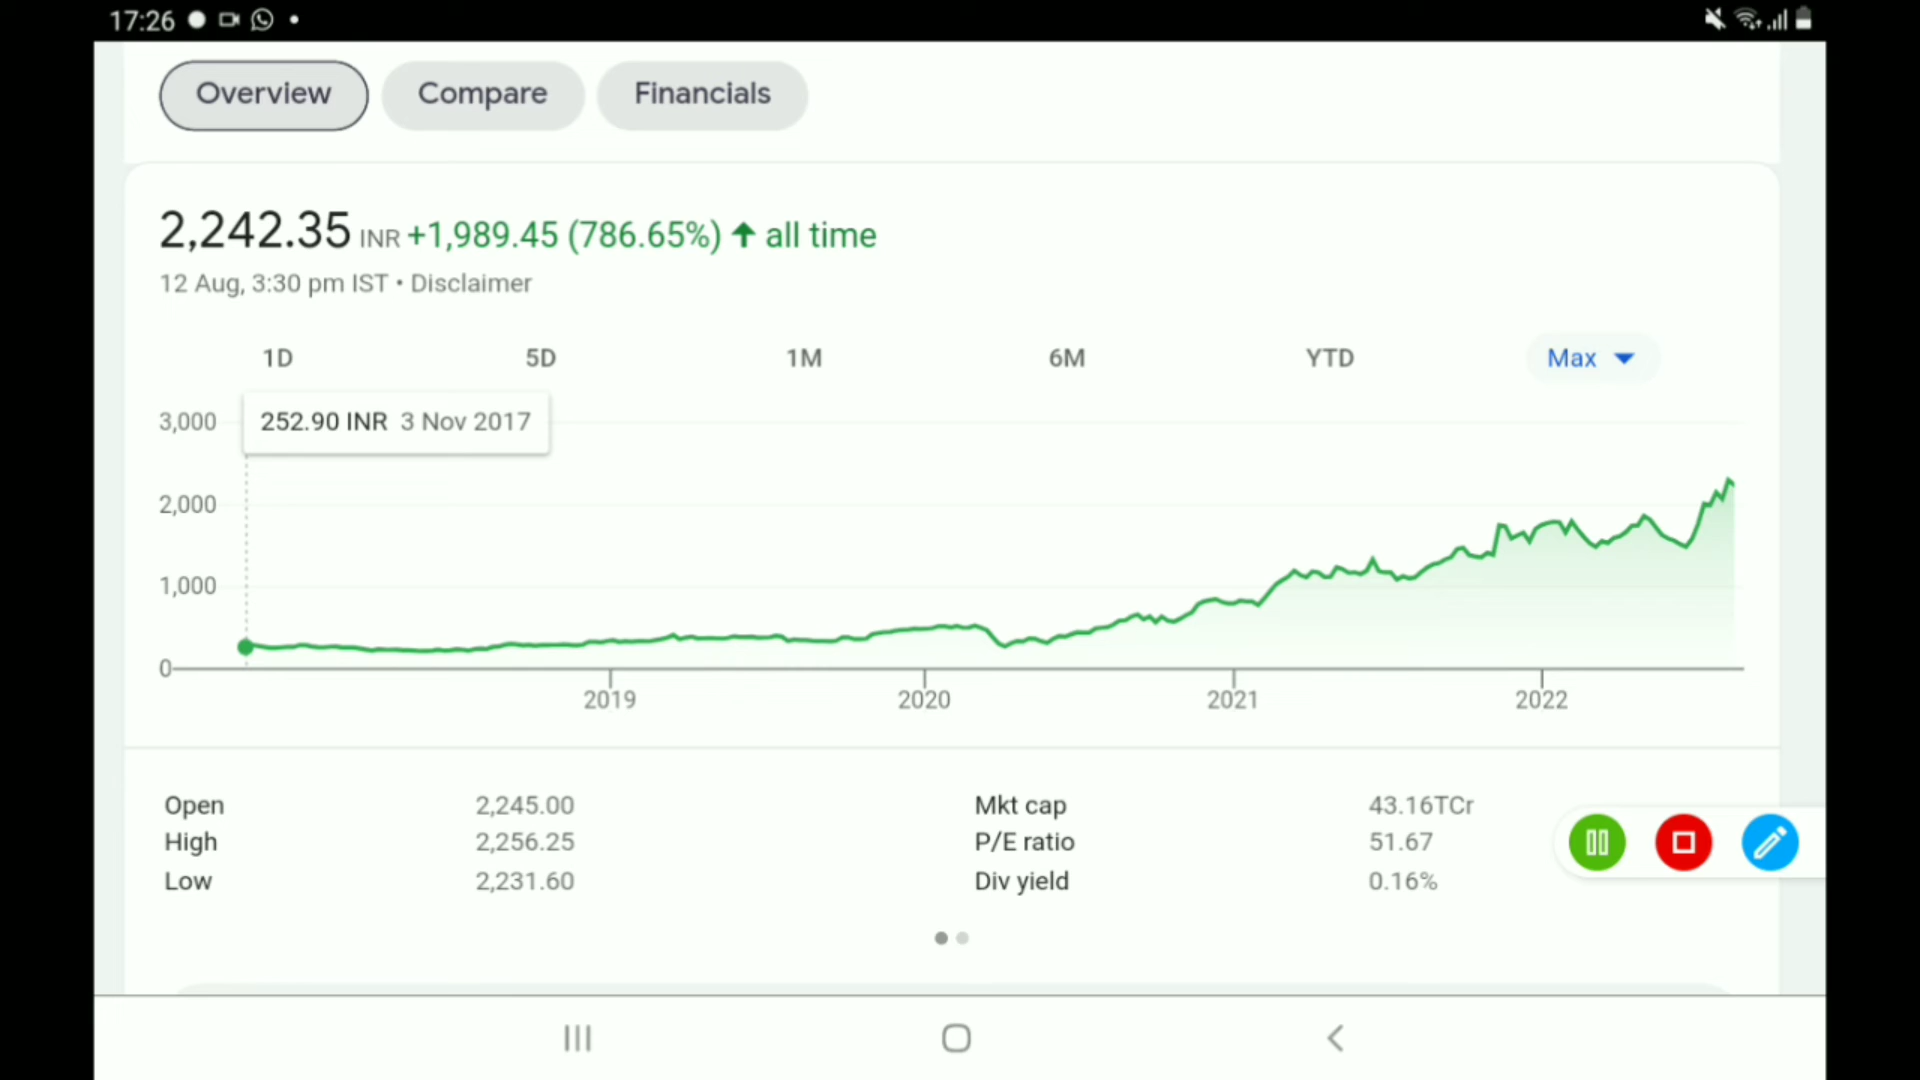 17:26
Overview Compare Financials
2,242.35 INR +1,989.45 (786.65%) ↑ all time
12 Aug, 3:30 pm IST • Disclaimer
1D 5D 1M 6M YTD Max
252.90 INR 3 Nov 2017
3,000
2,000
1,000
0
2019 2020 2021 2022
Open 2,245.00 Mkt cap 43.16TCr
High 2,256.25 P/E ratio 51.67
Low 2,231.60 Div yield 0.16%